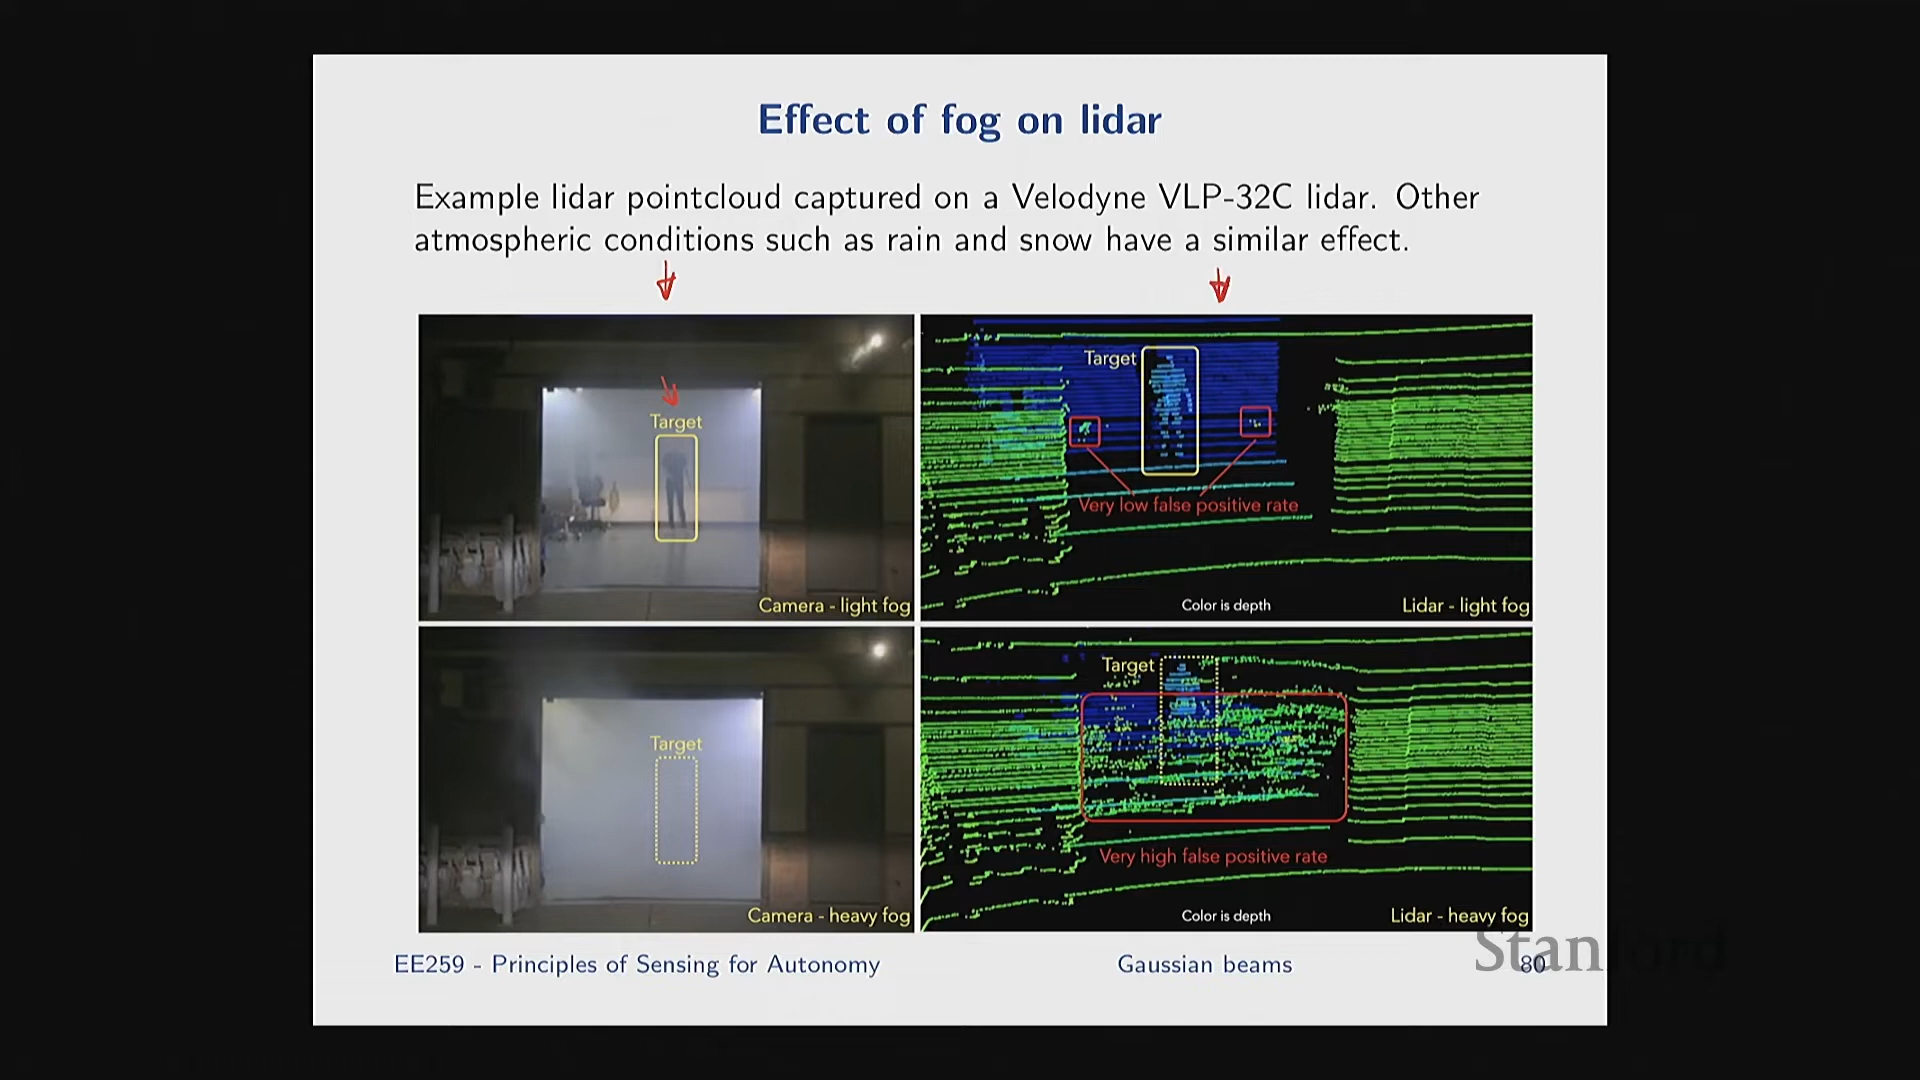 Effect of fog on lidar
Example lidar pointcloud captured on a Velodyne VLP-32C lidar. Other
atmospheric conditions such as rain and snow have a similar effect.
Target
Camera - light fog
Target
Very low false positive rate
Color is depth
Lidar - light fog
Target
Camera - heavy fog
Target
Very high false positive rate
Color is depth
Lidar - heavy fog
EE259 - Principles of Sensing for Autonomy
Gaussian beams
80
Stanford